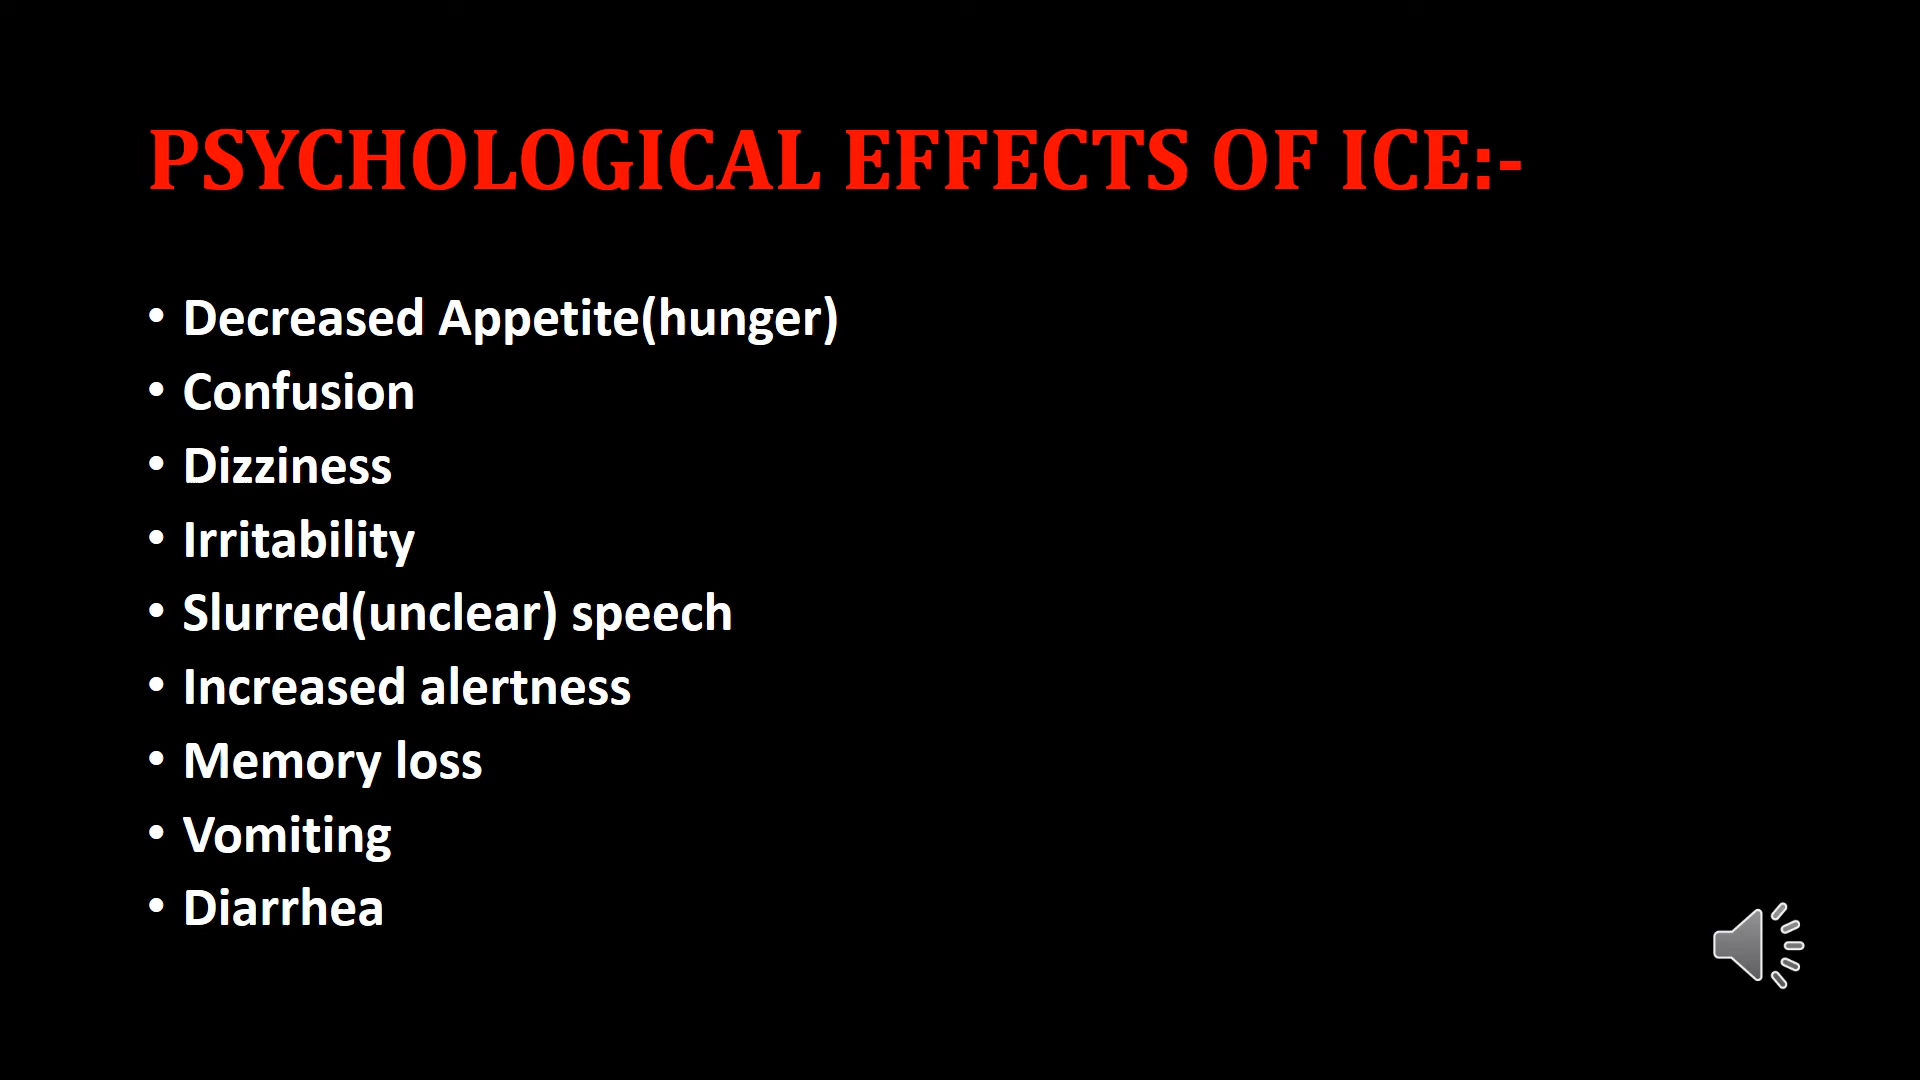 PSYCHOLOGICAL EFFECTS OF ICE:-
• Decreased Appetite(hunger)
• Confusion
• Dizziness
• Irritability
• Slurred(unclear) speech
• Increased alertness
• Memory loss
• Vomiting
• Diarrhea